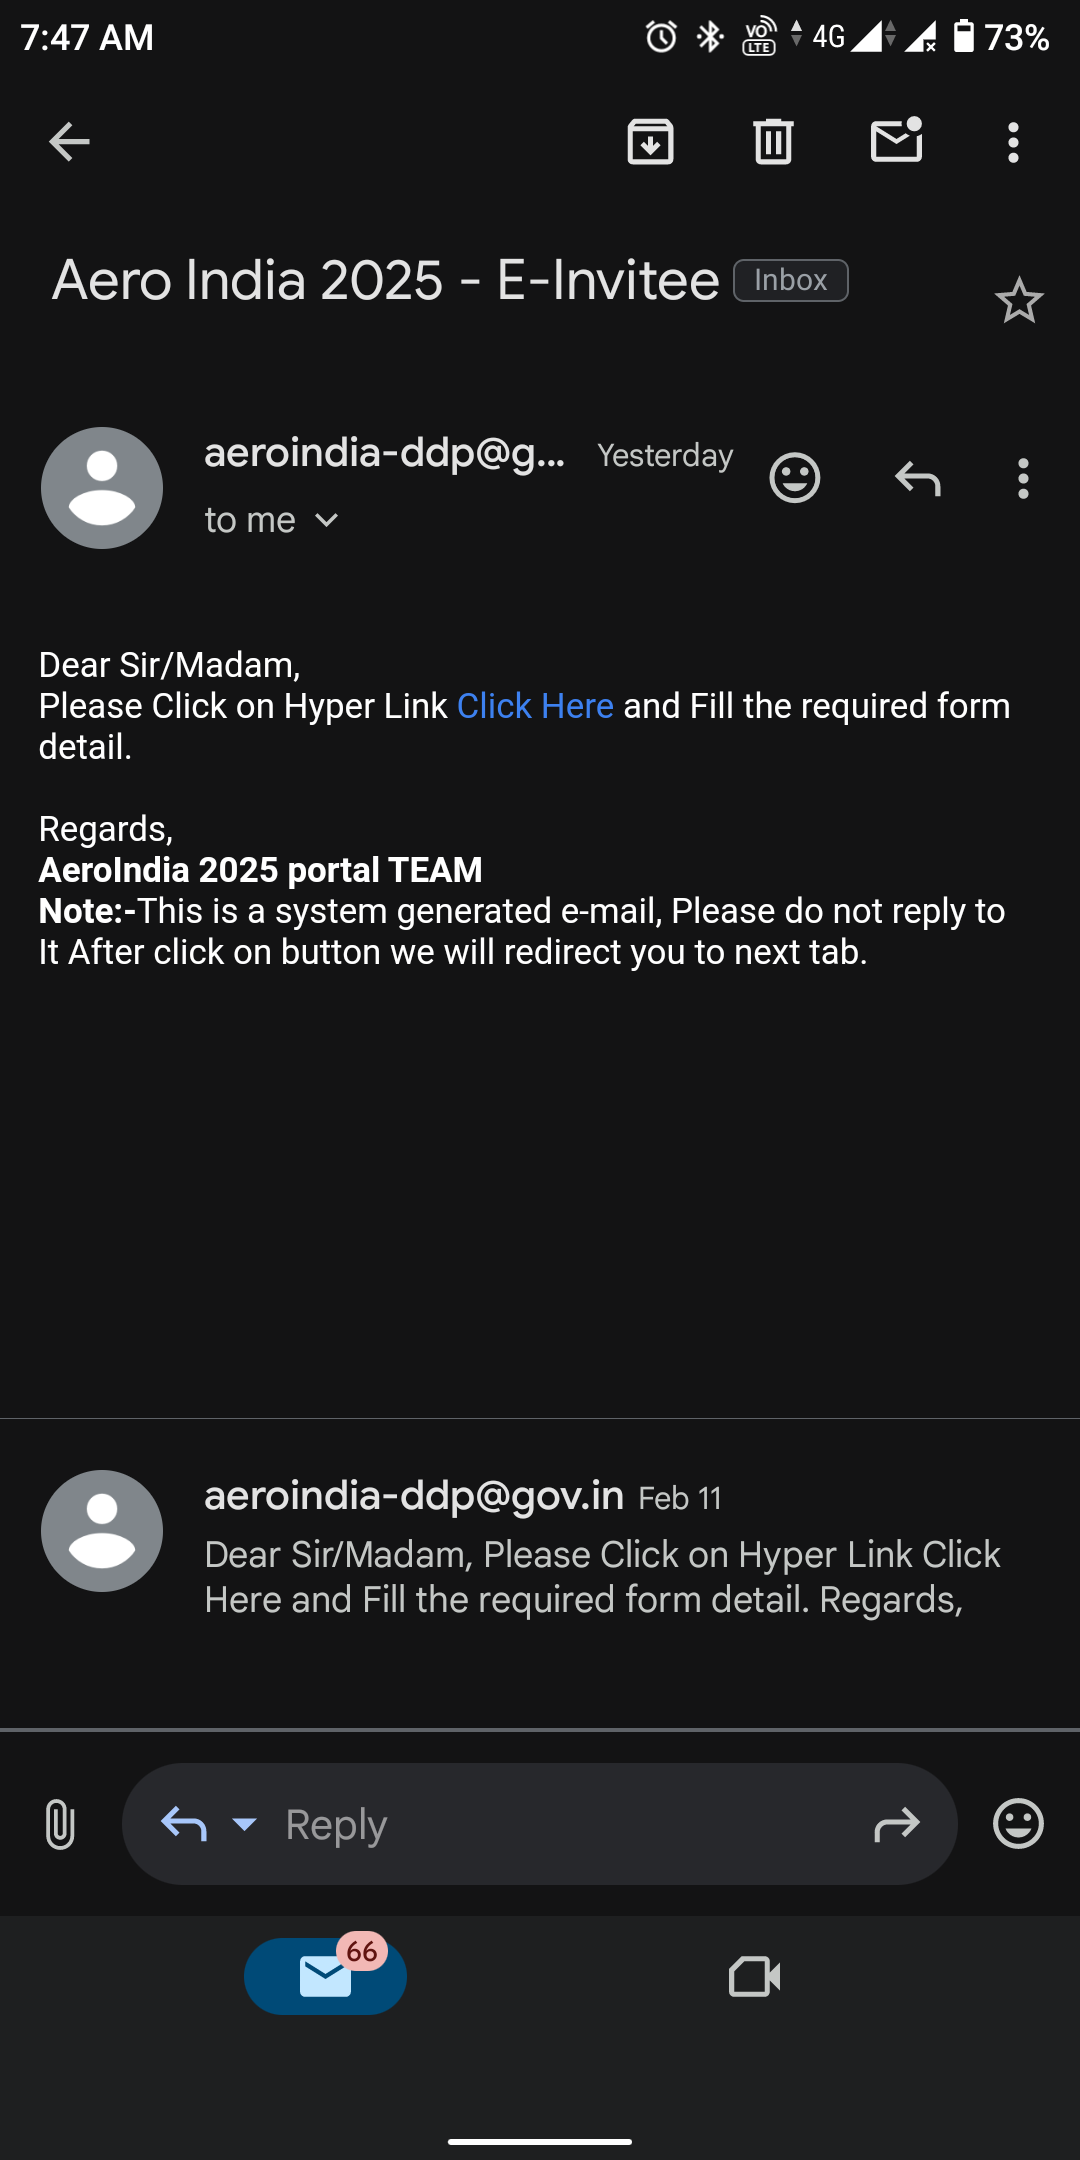 7:47 AM
VO LTE 4G 73%
Aero India 2025 - E-Invitee Inbox
aeroindia-ddp@g... Yesterday
to me
Dear Sir/Madam,
Please Click on Hyper Link Click Here and Fill the required form
detail.
Regards,
AeroIndia 2025 portal TEAM
Note:-This is a system generated e-mail, Please do not reply to
It After click on button we will redirect you to next tab.
aeroindia-ddp@gov.in Feb 11
Dear Sir/Madam, Please Click on Hyper Link Click
Here and Fill the required form detail. Regards,
Reply
66